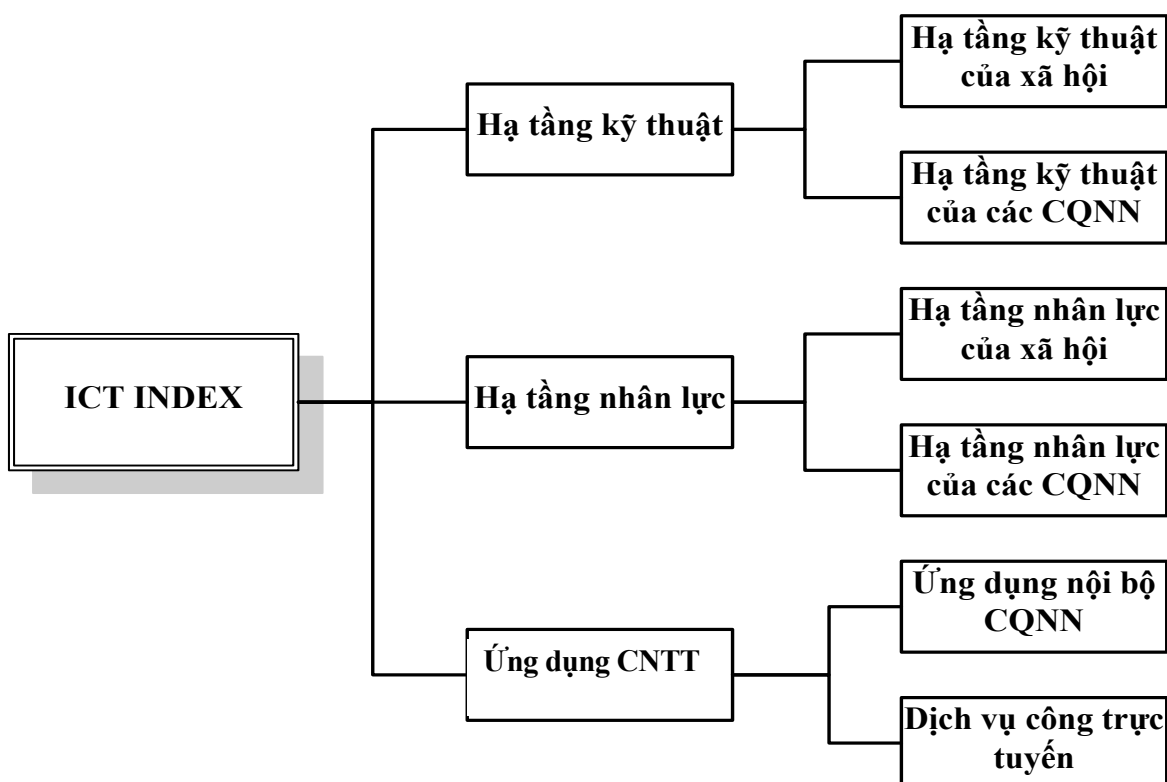 Hạ tầng kỹ thuật
của xã hội
Hạ tầng kỹ thuật
Hạ tầng kỹ thuật
của các CQNN
Hạ tầng nhân lực
của xã hội
ICT INDEX
Hạ tầng nhân lực
Hạ tầng nhân lực
của các CQNN
Ứng dụng nội bộ
CQNN
Ứng dụng CNTT
Dịch vụ công trực
tuyến